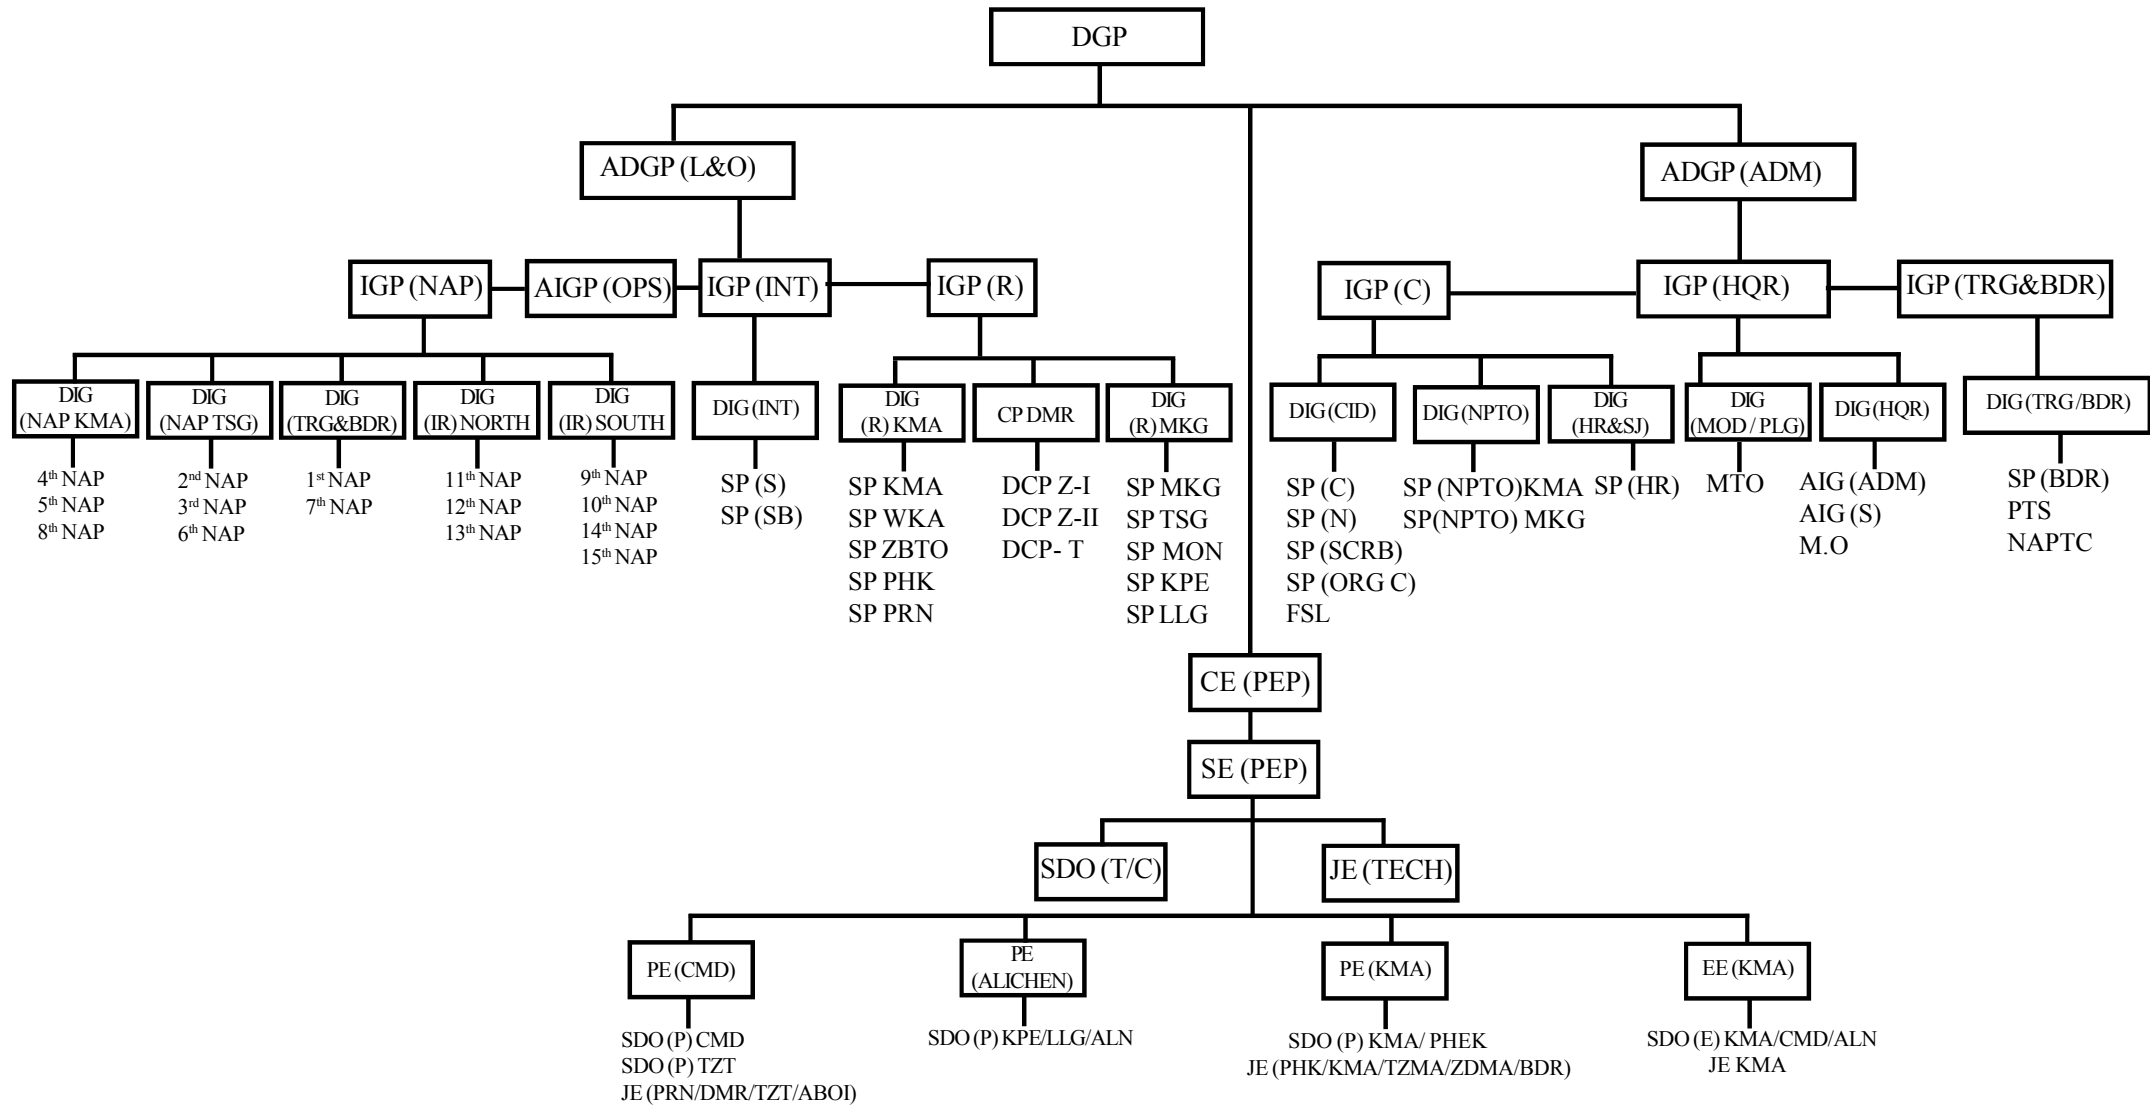 DGP
ADGP (L&O)
ADGP (ADM)
IGP (NAP)
AIGP (OPS)
IGP (INT)
IGP (R)
IGP (C)
IGP (HQR)
IGP (TRG&BDR)
DIG
(NAP KMA)
DIG
(NAP TSG)
DIG
(TRG&BDR)
DIG
(IR) NORTH
DIG
(IR) SOUTH
DIG (INT)
DIG
(R) KMA
CP DMR
DIG
(R) MKG
DIG (CID)
DIG (NPTO)
DIG
(HR&SJ)
DIG
(MOD / PLG)
DIG (HQR)
DIG (TRG /BDR)
4th NAP
5th NAP
8th NAP
2nd NAP
3rd NAP
6th NAP
1st NAP
7th NAP
11th NAP
12th NAP
13th NAP
9th NAP
10th NAP
14th NAP
15th NAP
SP (S)
SP (SB)
SP KMA
SP WKA
SP ZBTO
SP PHK
SP PRN
DCP Z-I
DCP Z-II
DCP- T
SP MKG
SP TSG
SP MON
SP KPE
SP LLG
SP (C)
SP (N)
SP (SCRB)
SP (ORG C)
FSL
SP (NPTO)KMA
SP(NPTO) MKG
SP (HR)
MTO
AIG (ADM)
AIG (S)
M.O
SP (BDR)
PTS
NAPTC
CE (PEP)
SE (PEP)
SDO (T/C)
JE (TECH)
PE (CMD)
PE
(ALICHEN)
PE (KMA)
EE (KMA)
SDO (P) CMD
SDO (P) TZT
JE (PRN/DMR/TZT/ABOI)
SDO (P) KPE/LLG/ALN
SDO (P) KMA/ PHEK
JE (PHK/KMA/TZMA/ZDMA/BDR)
SDO (E) KMA/CMD/ALN
JE KMA